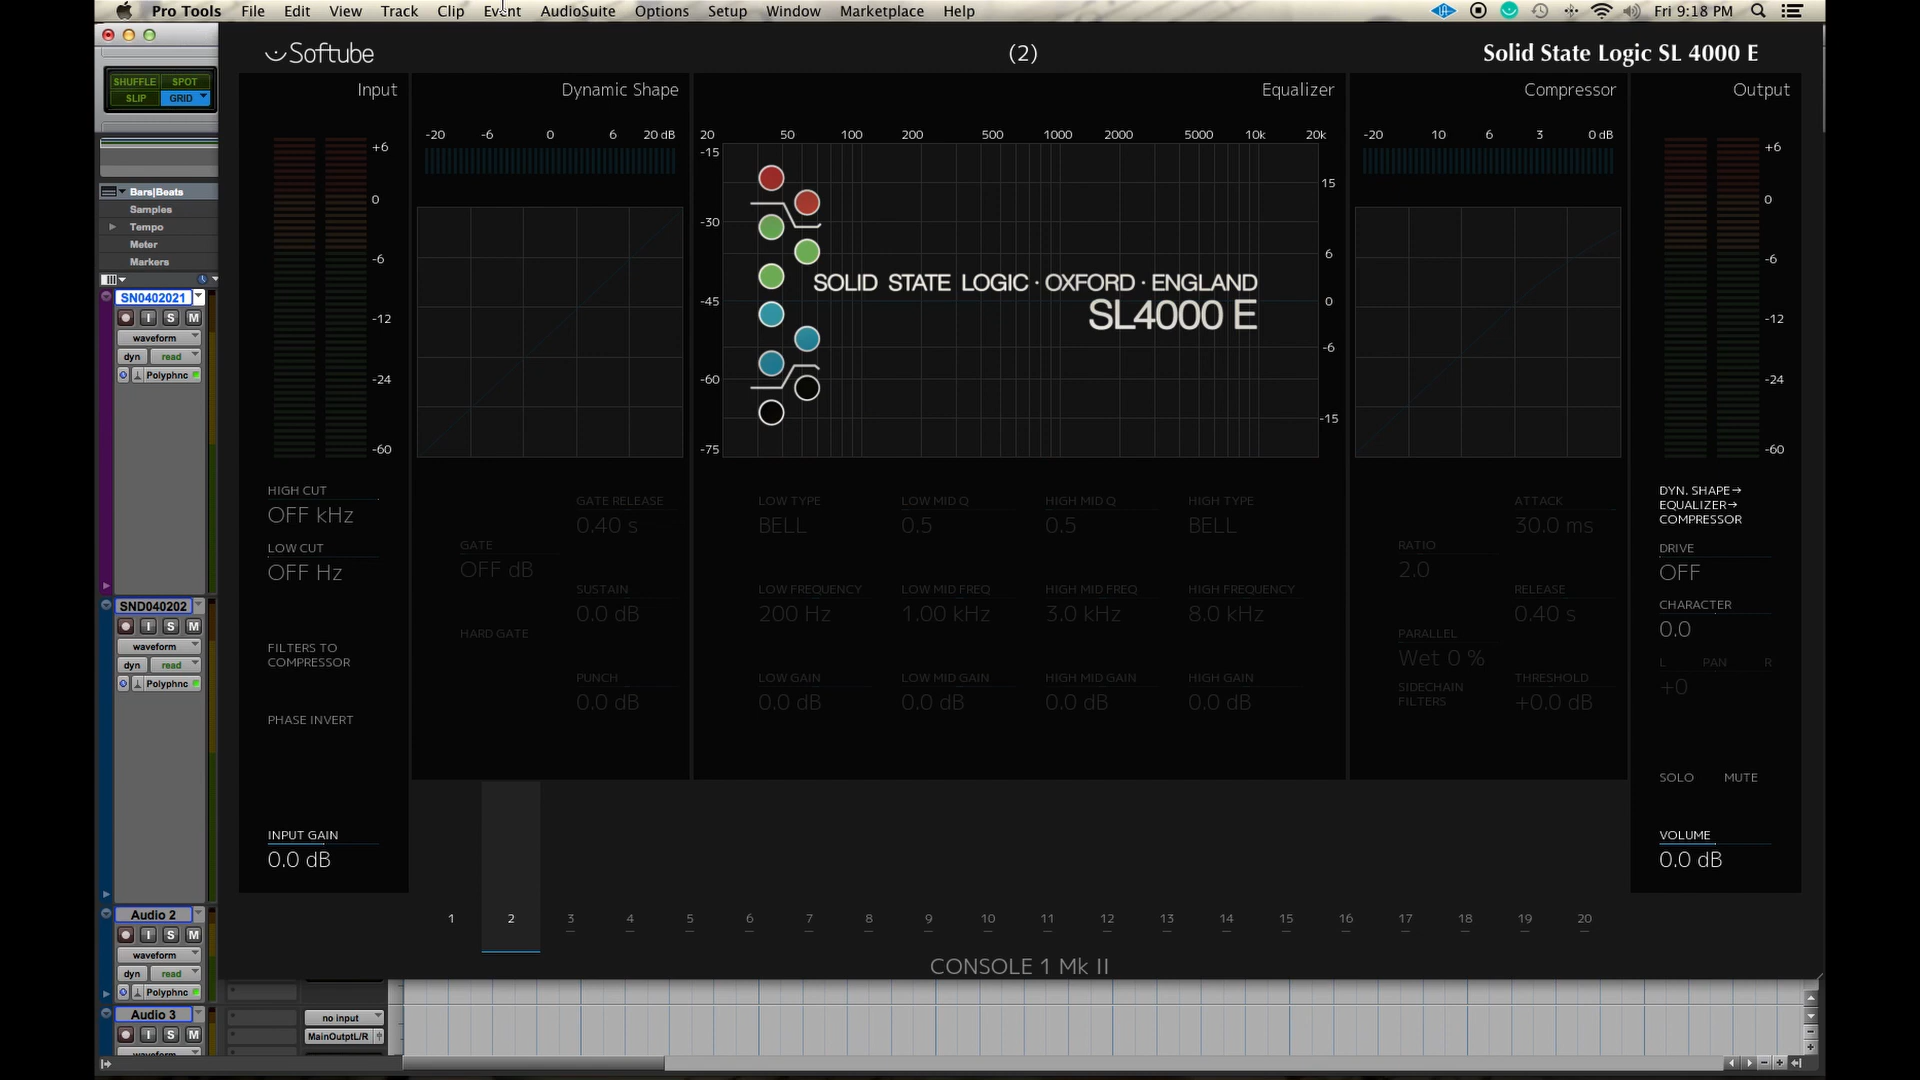 Pro Tools File Edit View Track Clip Event AudioSuite Options Setup Window Marketplace Help Fri 9:18 PM
Softube (2) Solid State Logic SL 4000 E
SHUFFLE SPOT
SLIP GRID
Bars|Beats
Samples
Tempo
Meter
Markers
SN0402021
I S M
waveform
dyn read
Polyphnc
SND040202
I S M
waveform
dyn read
Polyphnc
Audio 2
I S M
waveform
dyn read
Polyphnc
Audio 3
I S M
waveform
no input
MainOutptL/R
Input
+6
0
-6
-12
-24
-60
HIGH CUT
OFF kHz
LOW CUT
OFF Hz
FILTERS TO
COMPRESSOR
PHASE INVERT
INPUT GAIN
0.0 dB
Dynamic Shape
-20 -6 0 6 20 dB
GATE RELEASE
0.40 s
GATE
OFF dB
SUSTAIN
0.0 dB
HARD GATE
PUNCH
0.0 dB
Equalizer
20 50 100 200 500 1000 2000 5000 10k 20k
-15
-30
-45
-60
-75
15
6
0
-6
-15
SOLID STATE LOGIC · OXFORD · ENGLAND
SL4000 E
LOW TYPE LOW MID Q HIGH MID Q HIGH TYPE
BELL 0.5 0.5 BELL
LOW FREQUENCY LOW MID FREQ HIGH MID FREQ HIGH FREQUENCY
200 Hz 1.00 kHz 3.0 kHz 8.0 kHz
LOW GAIN LOW MID GAIN HIGH MID GAIN HIGH GAIN
0.0 dB 0.0 dB 0.0 dB 0.0 dB
Compressor
-20 10 6 3 0 dB
ATTACK
30.0 ms
RATIO
2.0
RELEASE
0.40 s
PARALLEL
Wet 0 %
SIDECHAIN
FILTERS
THRESHOLD
+0.0 dB
Output
+6
0
-6
-12
-24
-60
DYN. SHAPE→
EQUALIZER→
COMPRESSOR
DRIVE
OFF
CHARACTER
0.0
L PAN R
+0
SOLO MUTE
VOLUME
0.0 dB
1 2 3 4 5 6 7 8 9 10 11 12 13 14 15 16 17 18 19 20
CONSOLE 1 Mk II